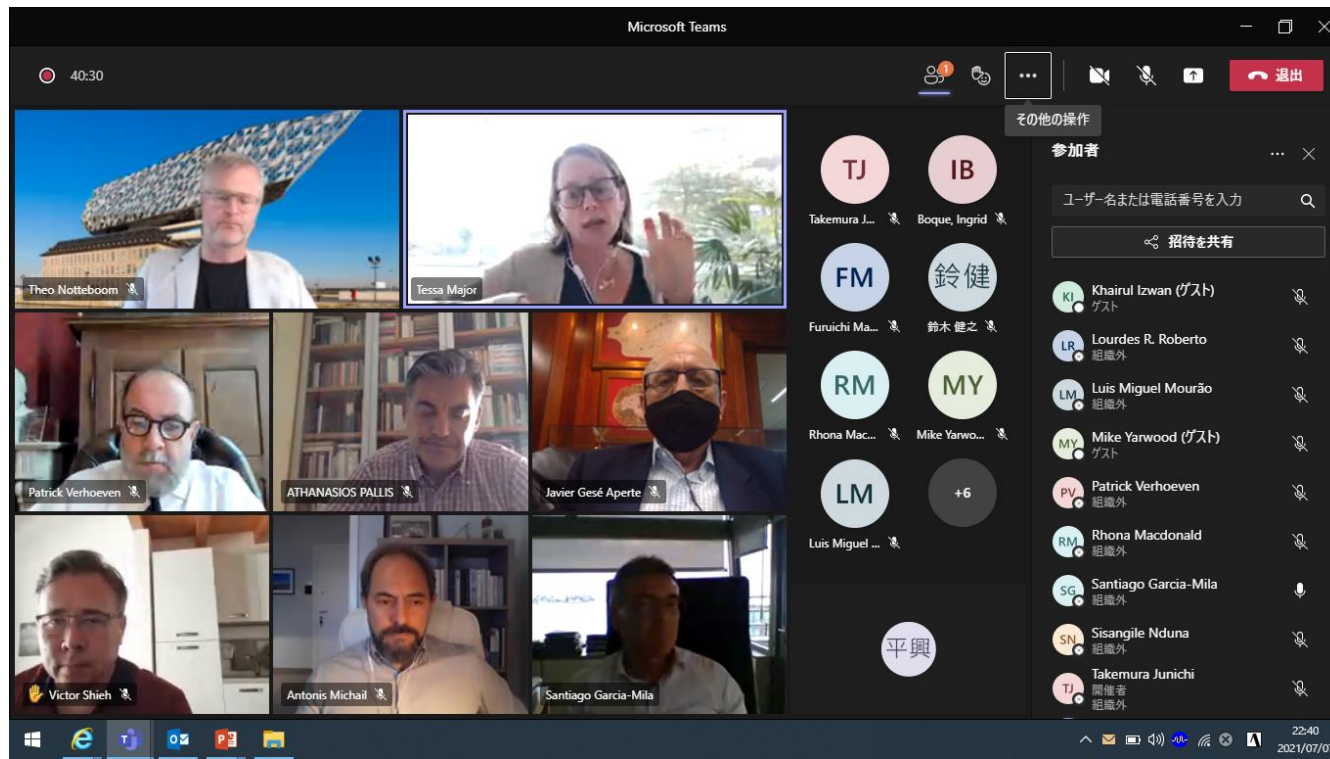 Microsoft Teams
40:30
1
退出
その他の操作
Theo Notteboom
Tessa Major
Patrick Verhoeven
ATHANASIOS PALLIS
Javier Gesé Aperte
Victor Shieh
Antonis Michail
Santiago Garcia-Mila
TJ
IB
Takemura J...
Boque, Ingrid
FM
鈴健
Furuichi Ma...
鈴木 健之
RM
MY
Rhona Mac...
Mike Yarwo...
LM
+6
Luis Miguel ...
平興
参加者
ユーザー名または電話番号を入力
招待を共有
KI
Khairul Izwan (ゲスト)
ゲスト
LR
Lourdes R. Roberto
組織外
LM
Luis Miguel Mourão
組織外
MY
Mike Yarwood (ゲスト)
ゲスト
PV
Patrick Verhoeven
組織外
RM
Rhona Macdonald
組織外
SG
Santiago Garcia-Mila
組織外
SN
Sisangile Nduna
組織外
TJ
Takemura Junichi
開催者
組織外
22:40
2021/07/0